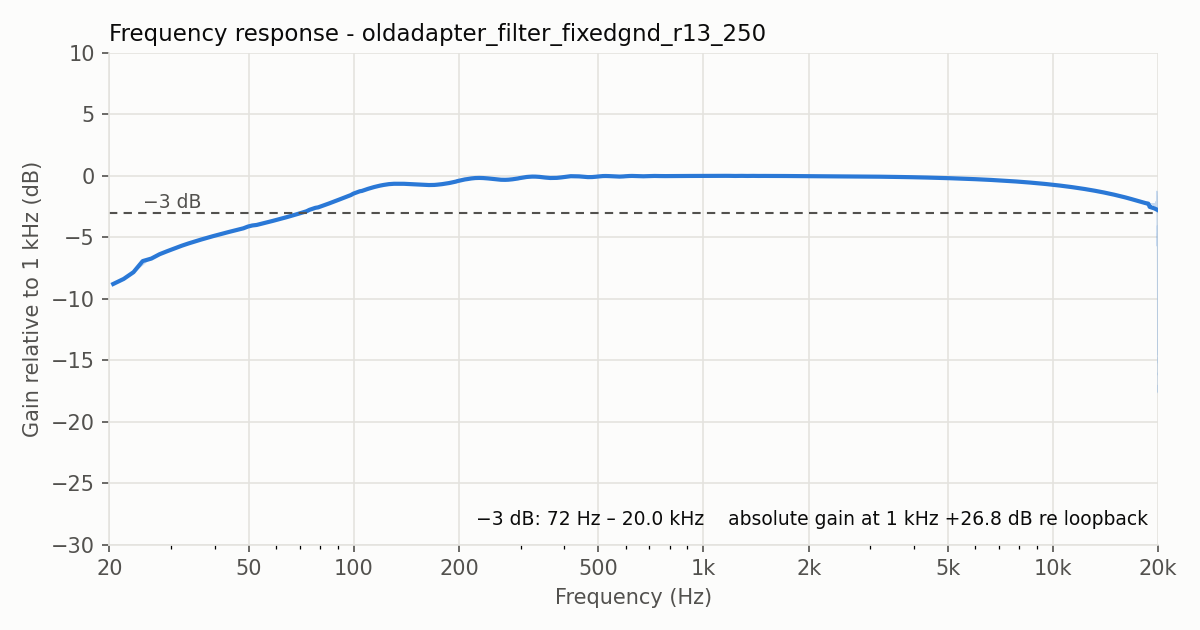 Frequency response - oldadapter_filter_fixedgnd_r13_250
Gain relative to 1 kHz (dB)
10
5
0
−5
−10
−15
−20
−25
−30
−3 dB
−3 dB: 72 Hz – 20.0 kHz    absolute gain at 1 kHz +26.8 dB re loopback
20 50 100 200 500 1k 2k 5k 10k 20k
Frequency (Hz)